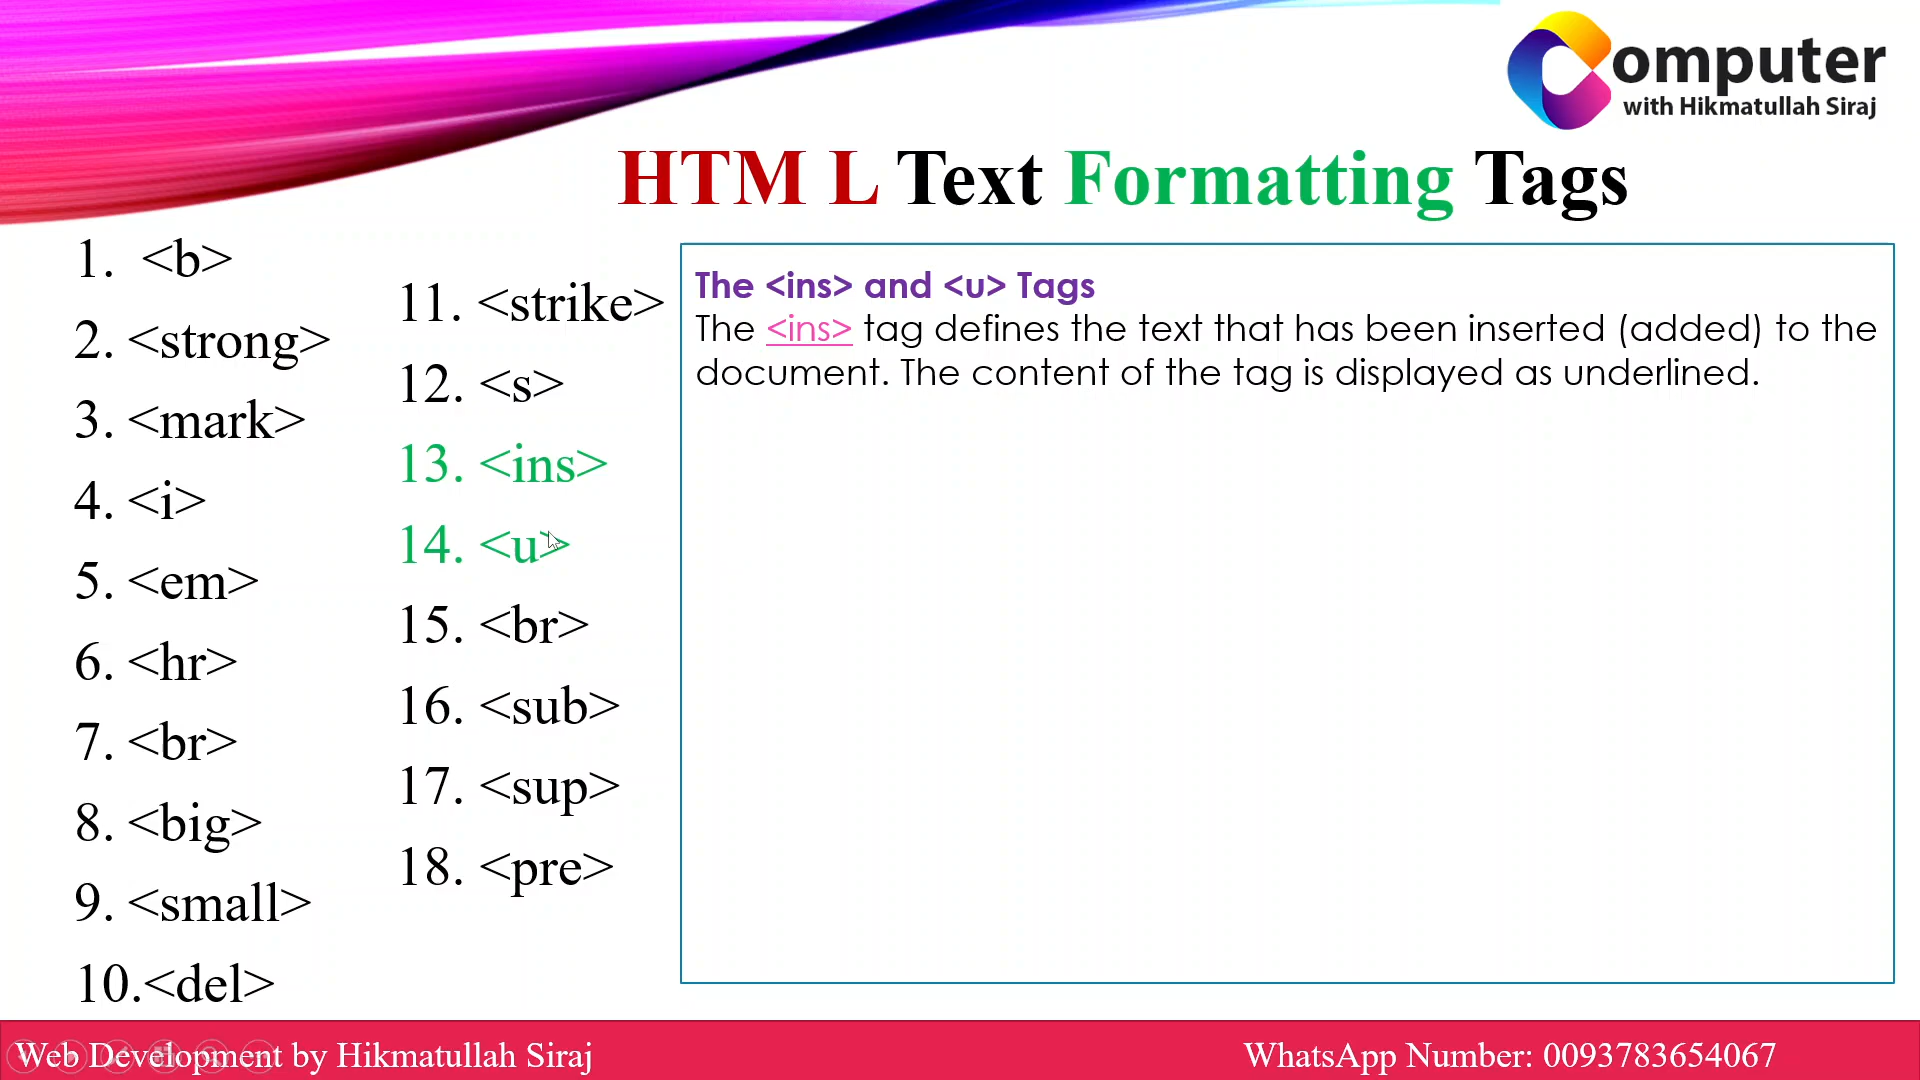 Computer
with Hikmatullah Siraj
HTM L Text Formatting Tags
1. <b>
2. <strong>
3. <mark>
4. <i>
5. <em>
6. <hr>
7. <br>
8. <big>
9. <small>
10.<del>
11. <strike>
12. <s>
13. <ins>
14. <u>
15. <br>
16. <sub>
17. <sup>
18. <pre>
The <ins> and <u> Tags
The <ins> tag defines the text that has been inserted (added) to the
document. The content of the tag is displayed as underlined.
Web Development by Hikmatullah Siraj
WhatsApp Number: 0093783654067